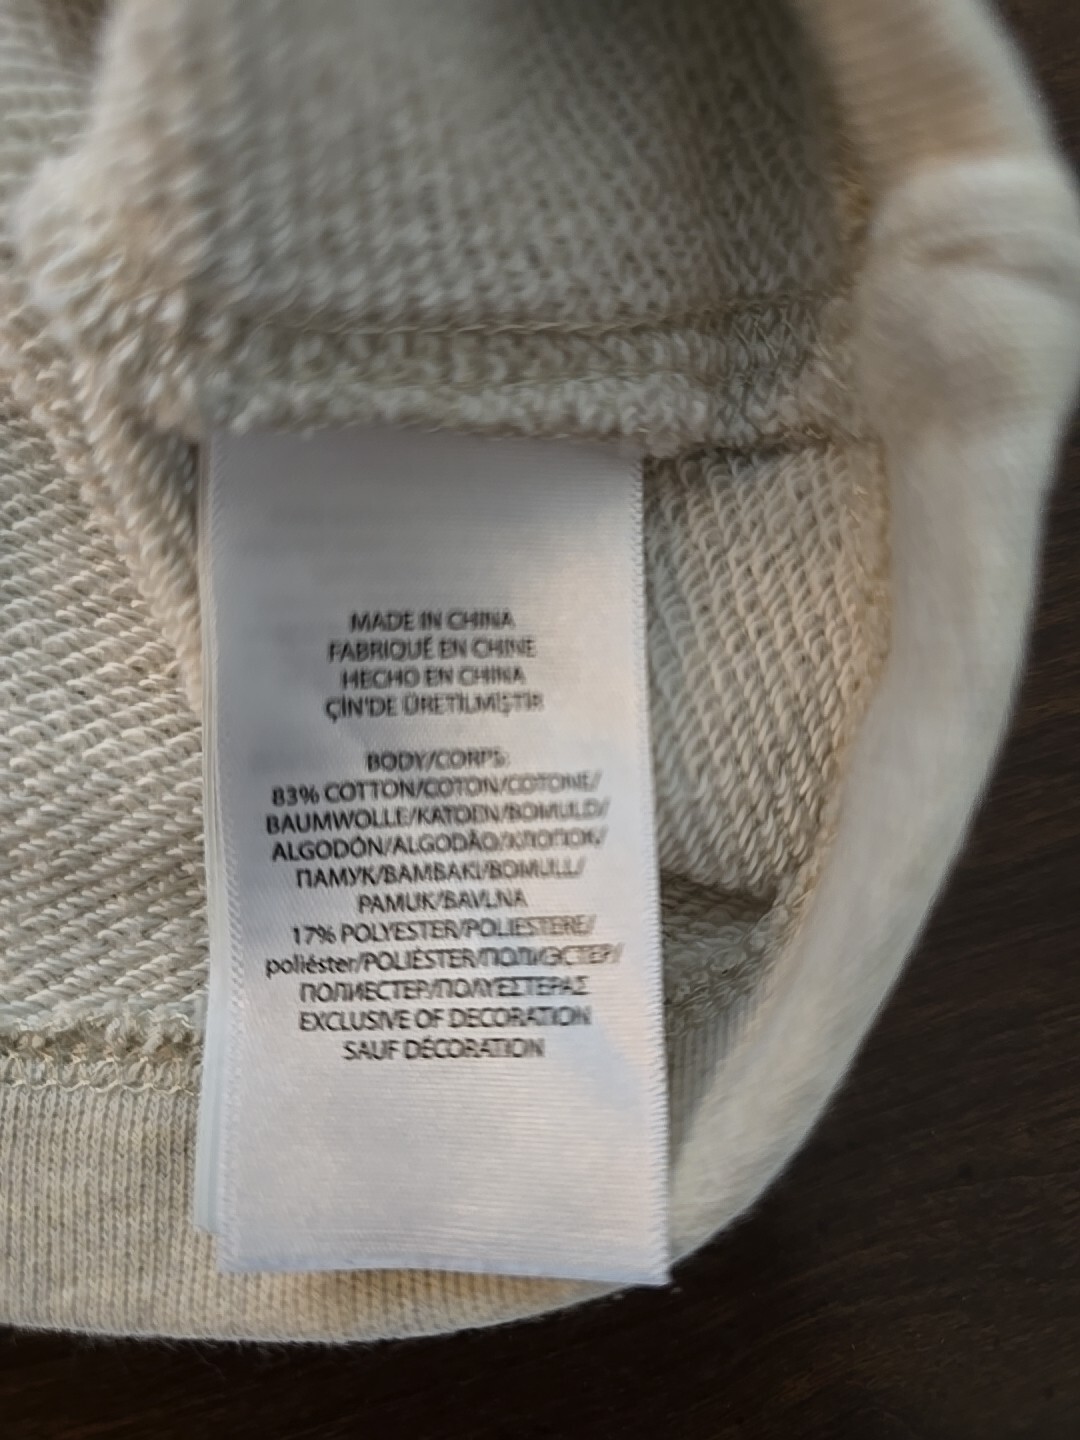 MADE IN CHINA
FABRIQUÉ EN CHINE
HECHO EN CHINA
ÇİN'DE ÜRETİLMİŞTİR
BODY/CORPS:
83% COTTON/COTON/COTONE/
BAUMWOLLE/KATOEN/BOMULD/
ALGODÓN/ALGODÃO/ХЛОПОК/
ПАМУК/ΒΑΜΒΑΚΙ/BOMULL/
PAMUK/BAVLNA
17% POLYESTER/POLIESTERE/
poliéster/POLIÉSTER/ПОЛИЭСТЕР/
ПОЛИЕСТЕР/ΠΟΛΥΕΣΤΕΡΑΣ
EXCLUSIVE OF DECORATION
SAUF DÉCORATION